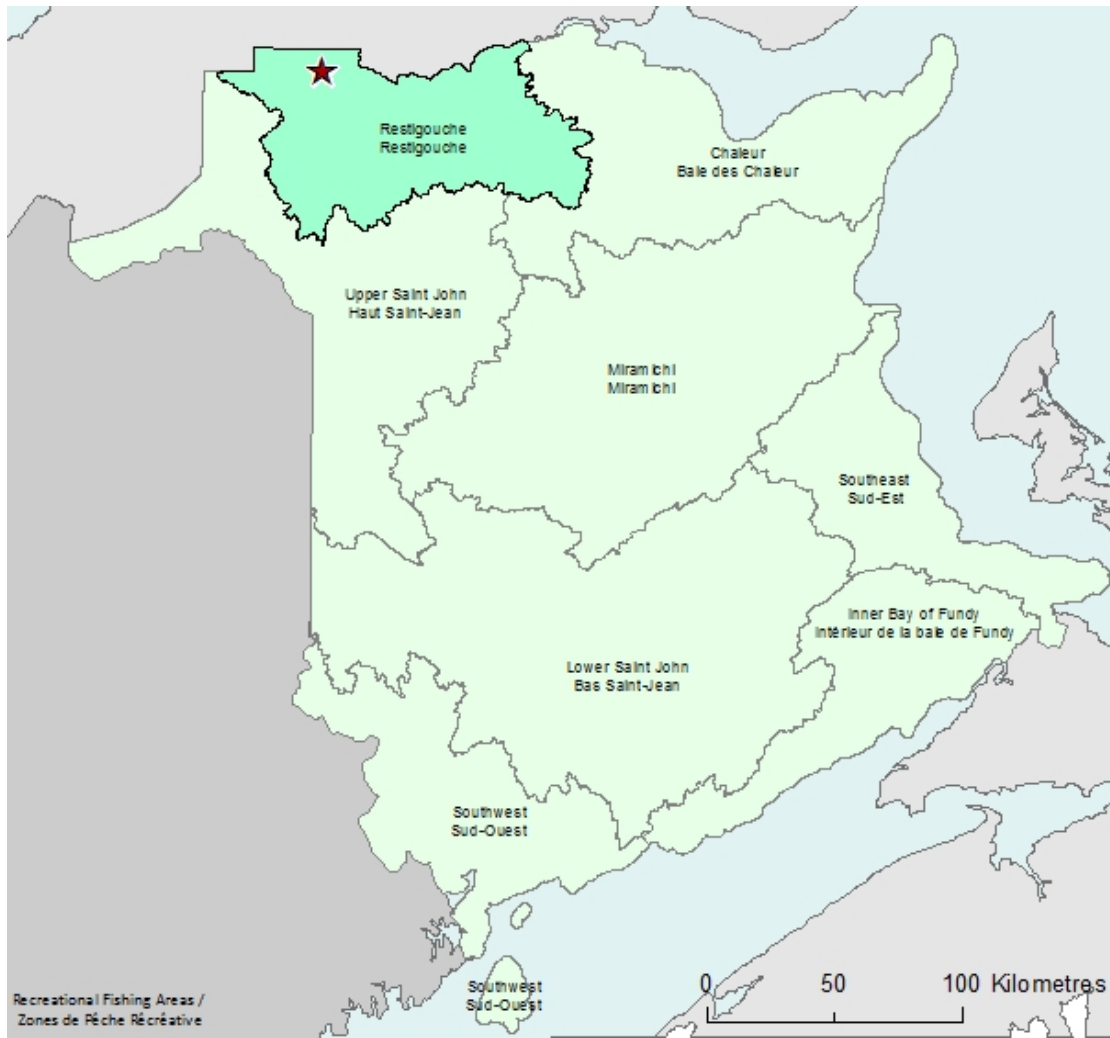 Restigouche
Restigouche
Chaleur
Baie des Chaleur
Upper Saint John
Haut Saint-Jean
Miramichi
Miramichi
Southeast
Sud-Est
Inner Bay of Fundy
Intérieur de la baie de Fundy
Lower Saint John
Bas Saint-Jean
Southwest
Sud-Ouest
Southwest
Sud-Ouest
0 50 100 Kilometres
Recreational Fishing Areas /
Zones de Pêche Récréative